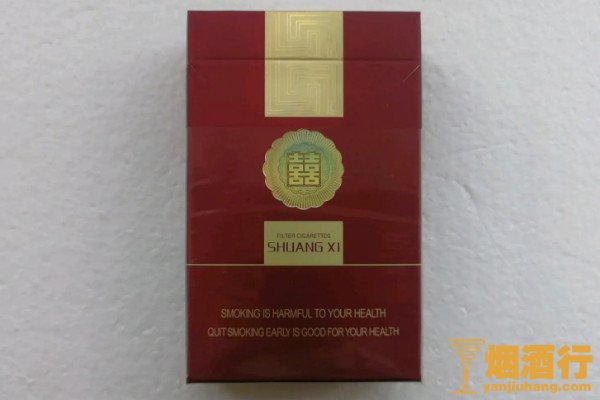 囍
FILTER CIGARETTES
SHUANG XI
SMOKING IS HARMFUL TO YOUR HEALTH
QUIT SMOKING EARLY IS GOOD FOR YOUR HEALTH
烟酒行
yanjiuhang.com